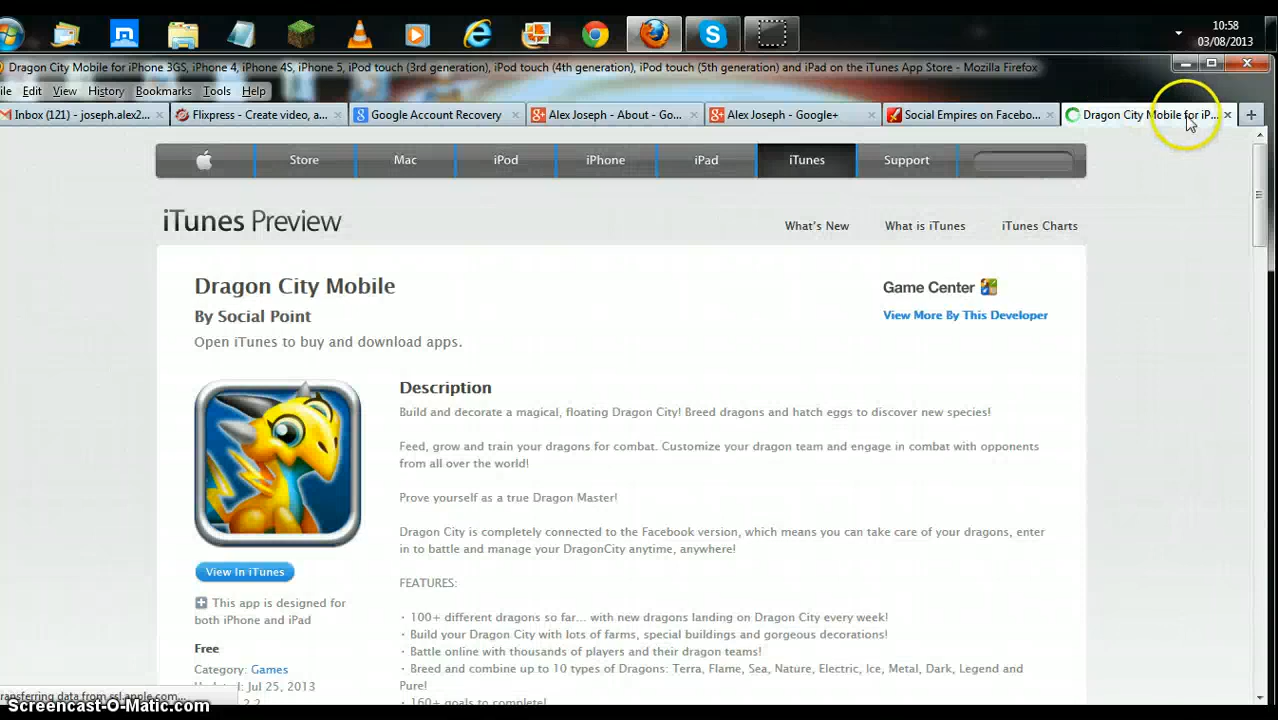 10:58
03/08/2013
Dragon City Mobile for iPhone 3GS, iPhone 4, iPhone 4S, iPhone 5, iPod touch (3rd generation), iPod touch (4th generation), iPod touch (5th generation) and iPad on the iTunes App Store - Mozilla Firefox
ile Edit View History Bookmarks Tools Help
Inbox (121) - joseph.alex2... Flixpress - Create video, a... Google Account Recovery Alex Joseph - About - Go... Alex Joseph - Google+ Social Empires on Facebo... Dragon City Mobile for iP...
Store Mac iPod iPhone iPad iTunes Support
iTunes Preview
What's New What is iTunes iTunes Charts
Dragon City Mobile
Game Center
By Social Point
View More By This Developer
Open iTunes to buy and download apps.
Description
Build and decorate a magical, floating Dragon City! Breed dragons and hatch eggs to discover new species!
Feed, grow and train your dragons for combat. Customize your dragon team and engage in combat with opponents
from all over the world!
Prove yourself as a true Dragon Master!
Dragon City is completely connected to the Facebook version, which means you can take care of your dragons, enter
in to battle and manage your DragonCity anytime, anywhere!
View In iTunes
FEATURES:
This app is designed for
both iPhone and iPad
• 100+ different dragons so far... with new dragons landing on Dragon City every week!
• Build your Dragon City with lots of farms, special buildings and gorgeous decorations!
Free
• Battle online with thousands of players and their dragon teams!
Category: Games
• Breed and combine up to 10 types of Dragons: Terra, Flame, Sea, Nature, Electric, Ice, Metal, Dark, Legend and
Pure!
Jul 25, 2013
• 160+ goals to complete!
transferring data from ssl.apple.com...
2.2
Screencast-O-Matic.com